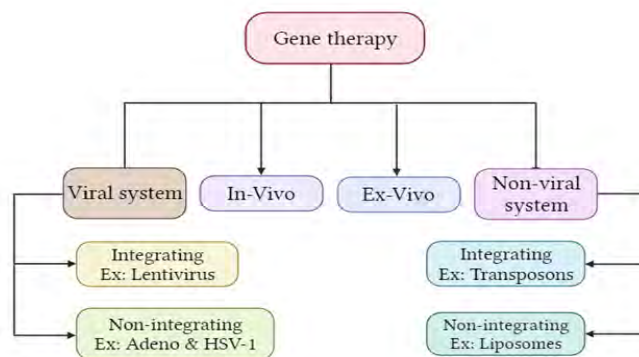 Gene therapy
Viral system
In-Vivo
Ex-Vivo
Non-viral
system
Integrating
Ex: Lentivirus
Integrating
Ex: Transposons
Non-integrating
Ex: Adeno & HSV-1
Non-integrating
Ex: Liposomes